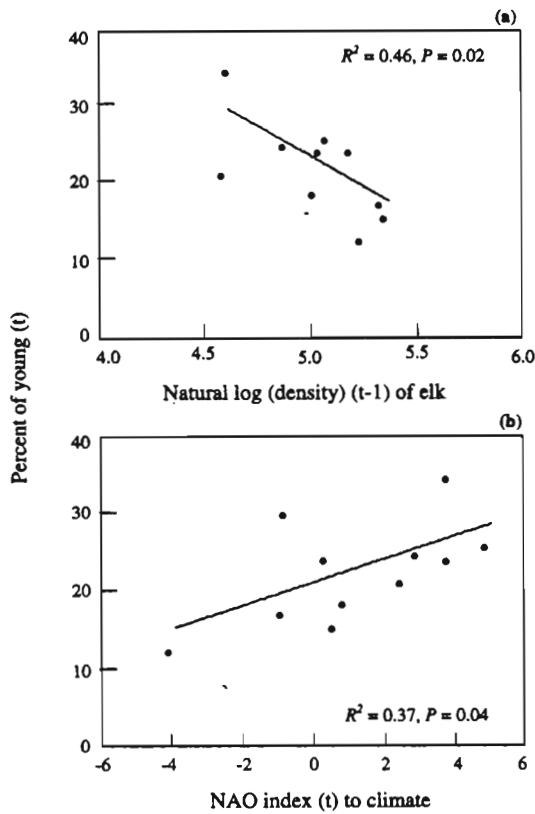 (a)
40
30
20
10
0
R² = 0.46, P = 0.02
4.0 4.5 5.0 5.5 6.0
Natural log (density) (t-1) of elk
Percent of young (t)
(b)
40
30
20
10
0
R² = 0.37, P = 0.04
-6 -4 -2 0 2 4 6
NAO index (t) to climate